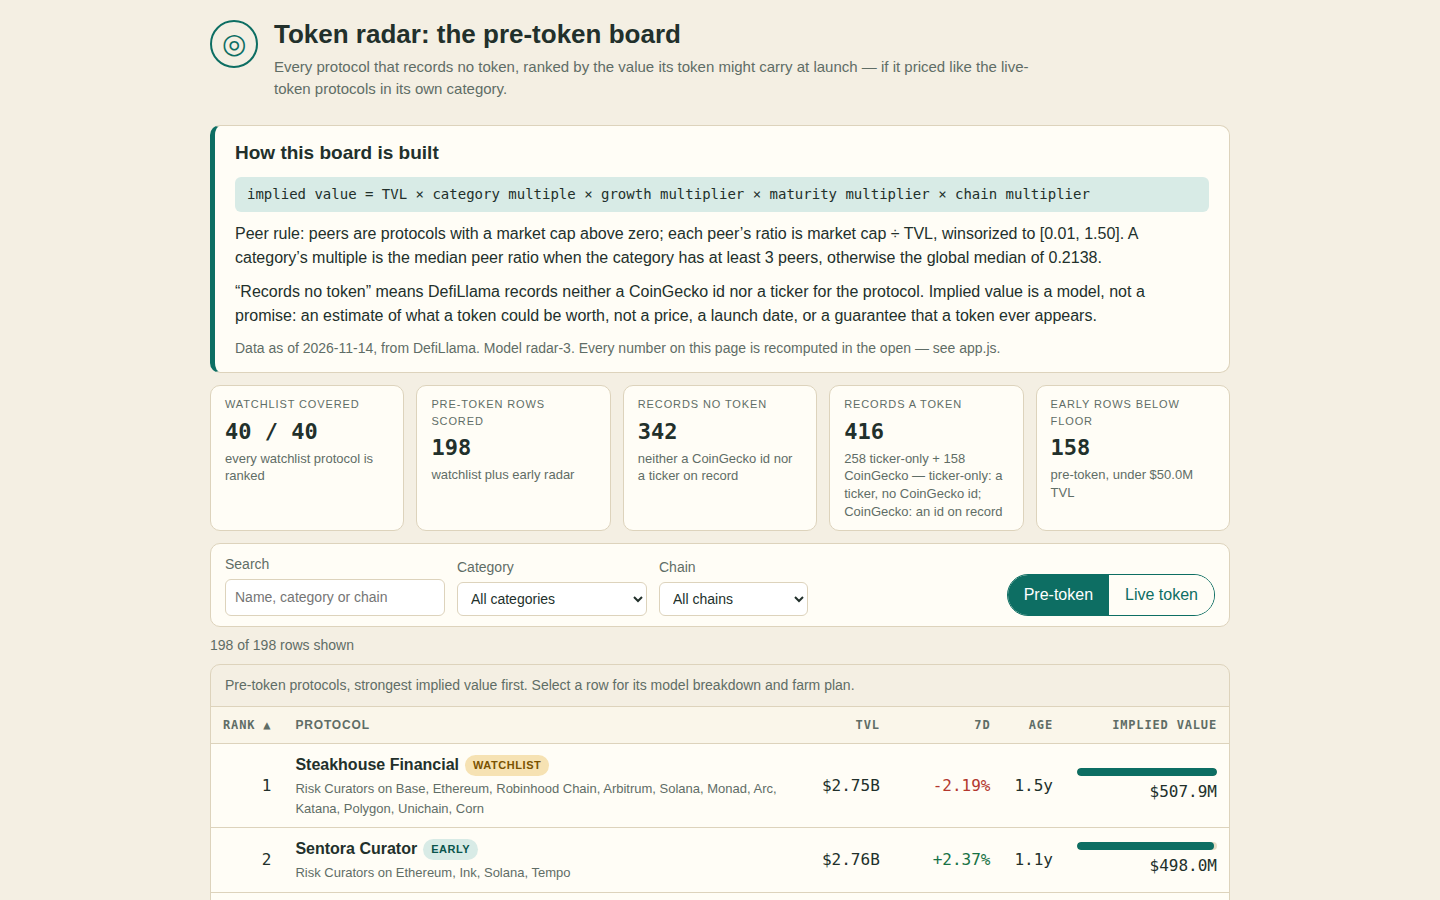 Token radar: the pre-token board
Every protocol that records no token, ranked by the value its token might carry at launch — if it priced like the live-
token protocols in its own category.
How this board is built
implied value = TVL × category multiple × growth multiplier × maturity multiplier × chain multiplier
Peer rule: peers are protocols with a market cap above zero; each peer’s ratio is market cap ÷ TVL, winsorized to [0.01, 1.50]. A
category’s multiple is the median peer ratio when the category has at least 3 peers, otherwise the global median of 0.2138.
“Records no token” means DefiLlama records neither a CoinGecko id nor a ticker for the protocol. Implied value is a model, not a
promise: an estimate of what a token could be worth, not a price, a launch date, or a guarantee that a token ever appears.
Data as of 2026-11-14, from DefiLlama. Model radar-3. Every number on this page is recomputed in the open — see app.js.
WATCHLIST COVERED
40 / 40
every watchlist protocol is
ranked
PRE-TOKEN ROWS
SCORED
198
watchlist plus early radar
RECORDS NO TOKEN
342
neither a CoinGecko id nor
a ticker on record
RECORDS A TOKEN
416
258 ticker-only + 158
CoinGecko — ticker-only: a
ticker, no CoinGecko id;
CoinGecko: an id on record
EARLY ROWS BELOW
FLOOR
158
pre-token, under $50.0M
TVL
Search
Name, category or chain
Category
All categories
Chain
All chains
Pre-token
Live token
198 of 198 rows shown
Pre-token protocols, strongest implied value first. Select a row for its model breakdown and farm plan.
RANK ▲ PROTOCOL TVL 7D AGE IMPLIED VALUE
1 Steakhouse Financial WATCHLIST $2.75B -2.19% 1.5y $507.9M
Risk Curators on Base, Ethereum, Robinhood Chain, Arbitrum, Solana, Monad, Arc,
Katana, Polygon, Unichain, Corn
2 Sentora Curator EARLY $2.76B +2.37% 1.1y $498.0M
Risk Curators on Ethereum, Ink, Solana, Tempo